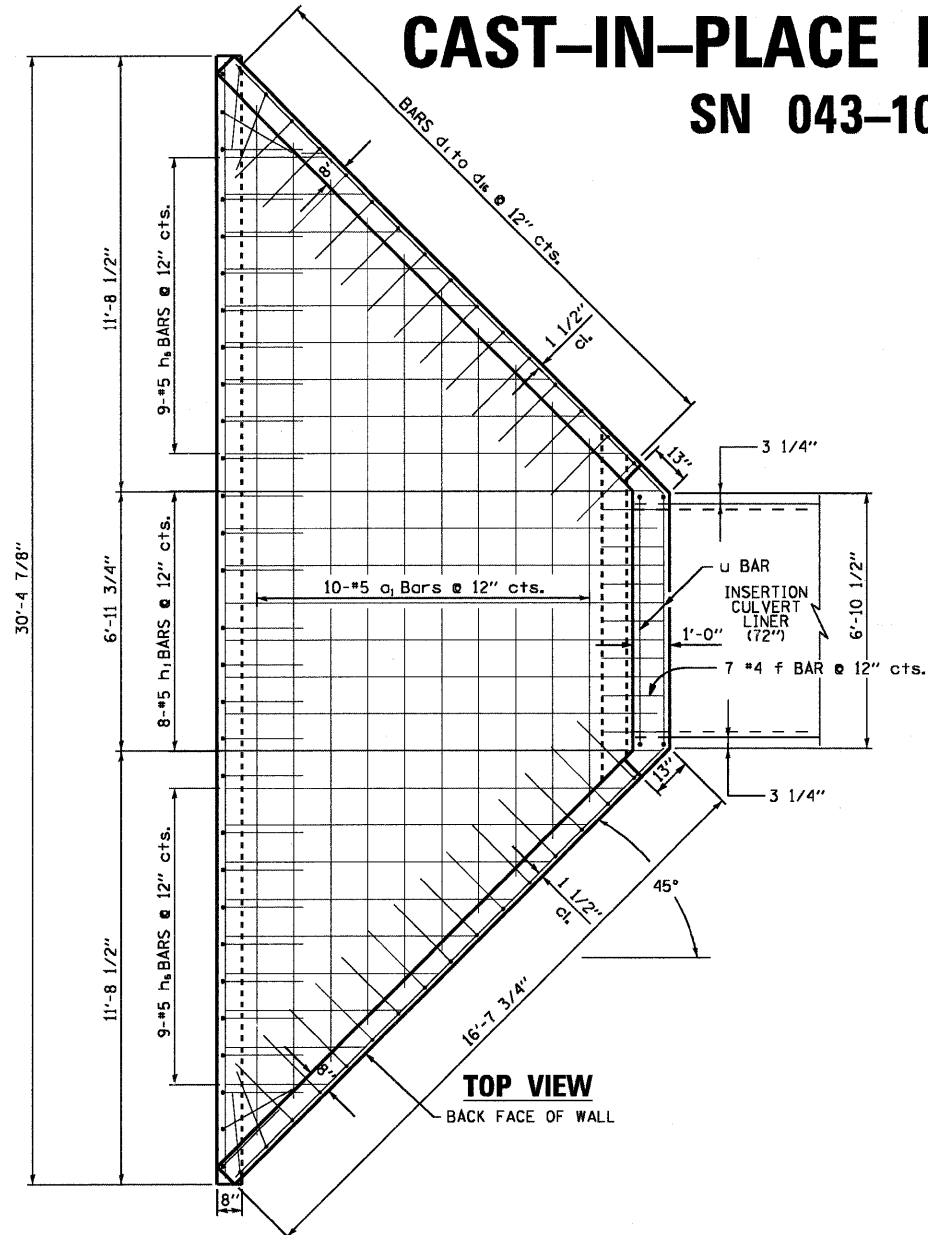 CAST-IN-PLACE
SN 043-10
BARS d₁ to d₁₆ @ 12" cts.
8"
11'-8 1/2"
9-#5 h₅ BARS @ 12" cts.
1 1/2"
cl.
13"
3 1/4"
30'-4 7/8"
6'-11 3/4"
8-#5 h₁ BARS @ 12" cts.
10-#5 a₁ Bars @ 12" cts.
u BAR
INSERTION
CULVERT
LINER
(72")
1'-0"
6'-10 1/2"
7 #4 f BAR @ 12" cts.
13"
3 1/4"
11'-8 1/2"
9-#5 h₅ BARS @ 12" cts.
1 1/2"
cl.
45°
16'-7 3/4"
8"
TOP VIEW
BACK FACE OF WALL
8"